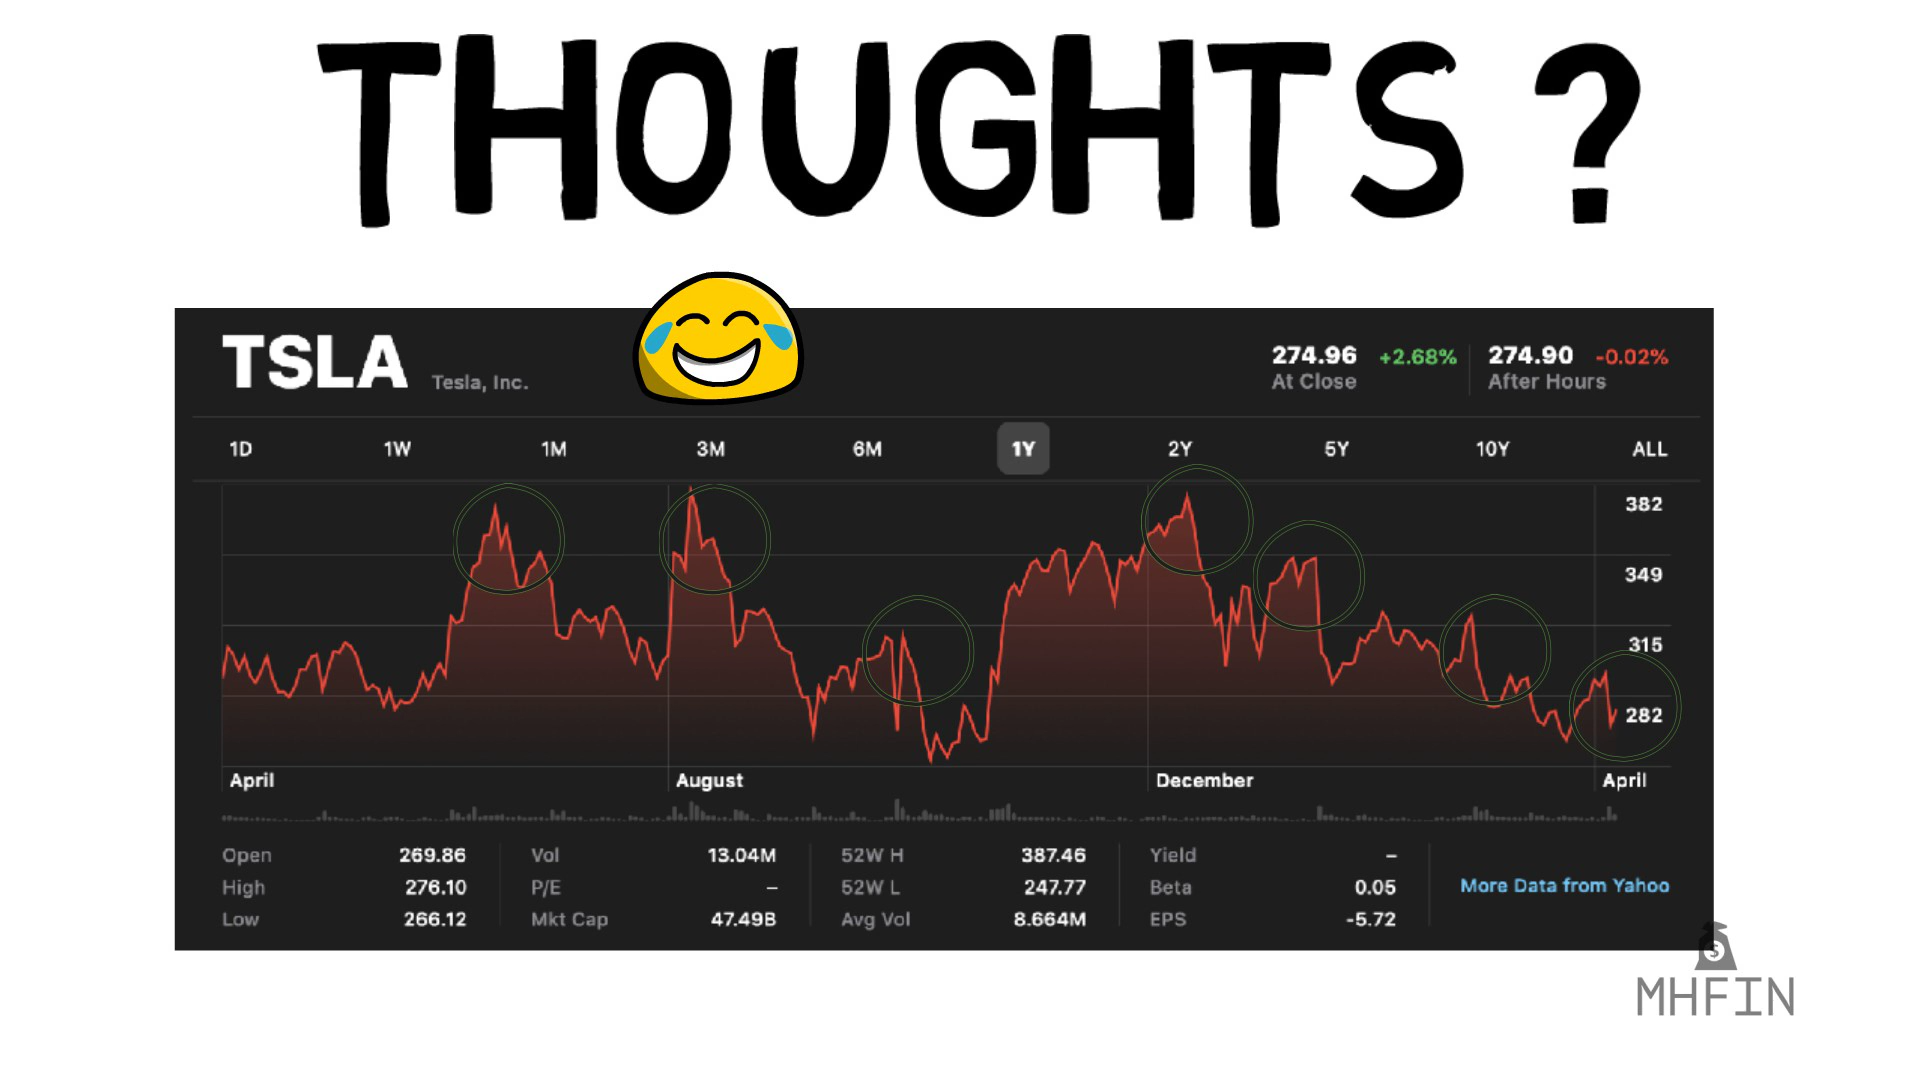 THOUGHTS ?
TSLA Tesla, Inc.
274.96 +2.68% 274.90 -0.02%
At Close After Hours
1D 1W 1M 3M 6M 1Y 2Y 5Y 10Y ALL
382
349
315
282
April August December April
Open 269.86 Vol 13.04M 52W H 387.46 Yield –
High 276.10 P/E – 52W L 247.77 Beta 0.05 More Data from Yahoo
Low 266.12 Mkt Cap 47.49B Avg Vol 8.664M EPS -5.72
$
MHFIN